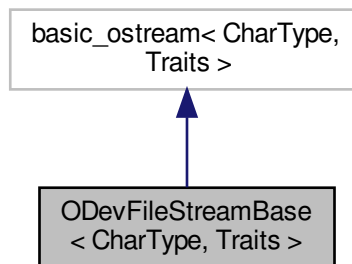 basic_ostream< CharType,
Traits >
ODevFileStreamBase
< CharType, Traits >